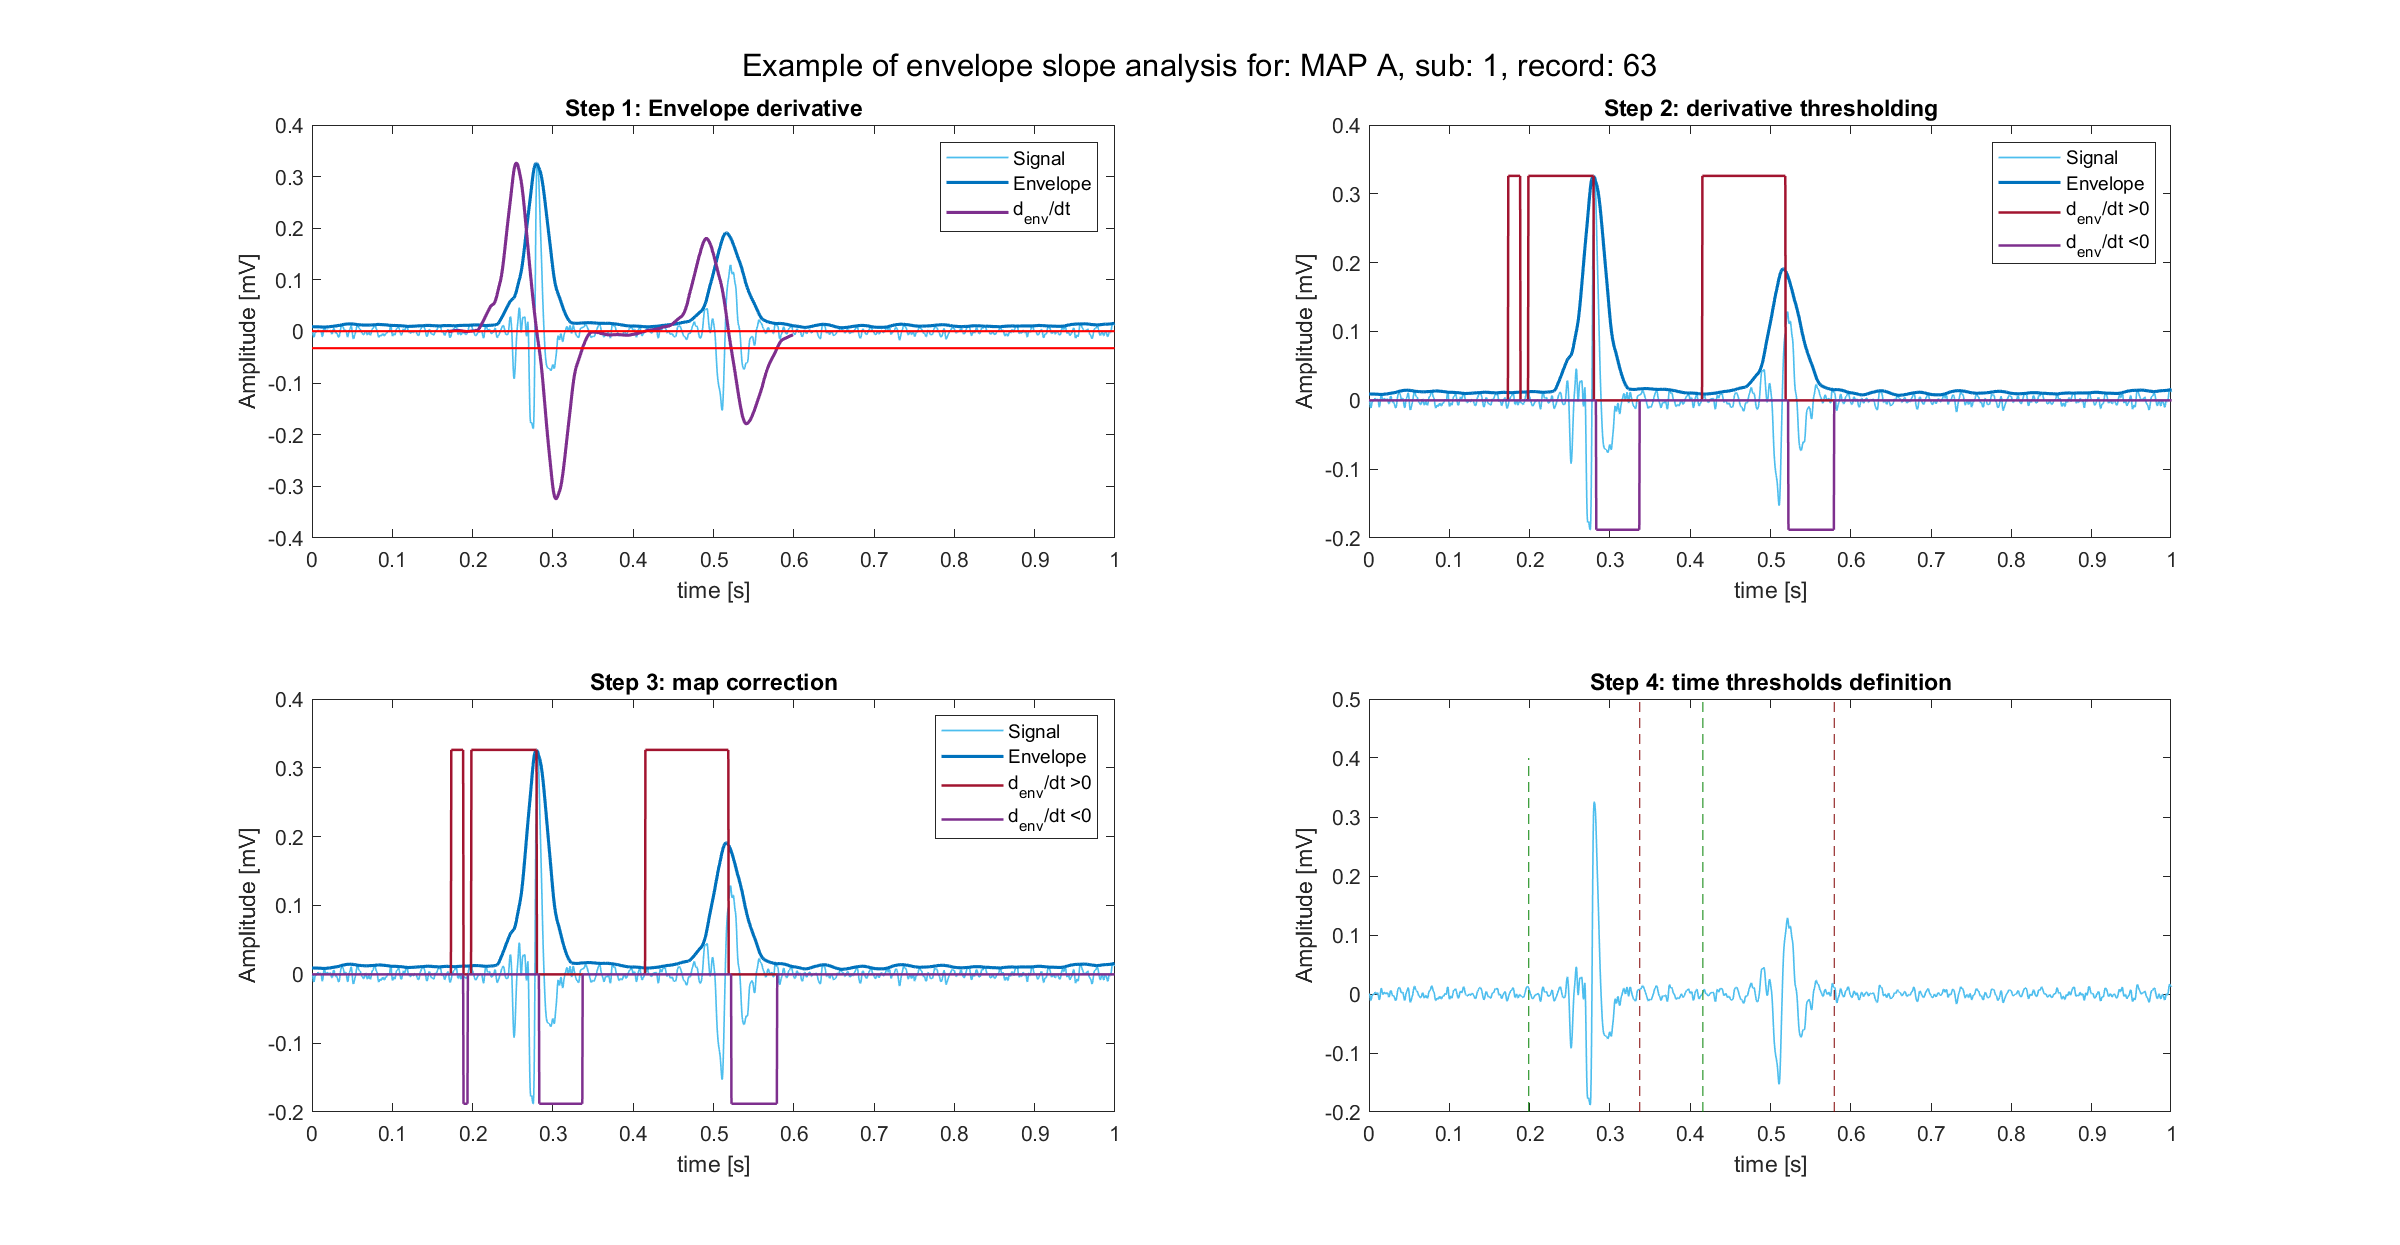 Example of envelope slope analysis for: MAP A, sub: 1, record: 63
Step 1: Envelope derivative
0.4
0.3
0.2
0.1
0
-0.1
-0.2
-0.3
-0.4
Amplitude [mV]
Signal
Envelope
d_env/dt
0 0.1 0.2 0.3 0.4 0.5 0.6 0.7 0.8 0.9 1
time [s]
Step 2: derivative thresholding
0.4
0.3
0.2
0.1
0
-0.1
-0.2
Amplitude [mV]
Signal
Envelope
d_env/dt >0
d_env/dt <0
0 0.1 0.2 0.3 0.4 0.5 0.6 0.7 0.8 0.9 1
time [s]
Step 3: map correction
0.4
0.3
0.2
0.1
0
-0.1
-0.2
Amplitude [mV]
Signal
Envelope
d_env/dt >0
d_env/dt <0
0 0.1 0.2 0.3 0.4 0.5 0.6 0.7 0.8 0.9 1
time [s]
Step 4: time thresholds definition
0.5
0.4
0.3
0.2
0.1
0
-0.1
-0.2
Amplitude [mV]
0 0.1 0.2 0.3 0.4 0.5 0.6 0.7 0.8 0.9 1
time [s]